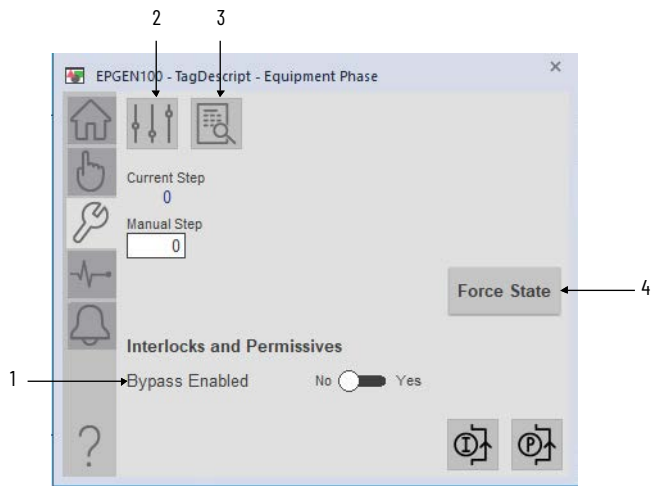 2 3
EPGEN100 - TagDescript - Equipment Phase ×
Current Step
0
Manual Step
0
Force State 4
Interlocks and Permissives
1 Bypass Enabled No Yes
?
I P